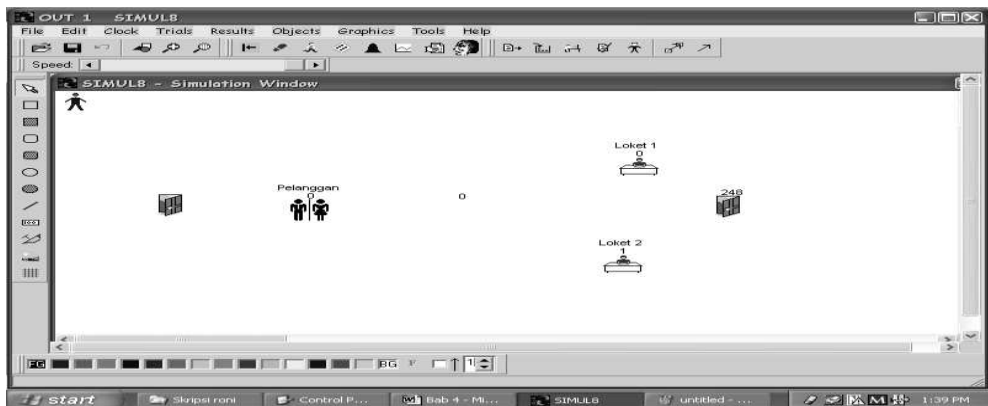 OUT 1 SIMUL8
File Edit Clock Trials Results Objects Graphics Tools Help
Speed:
SIMUL8 - Simulation Window
Loket 1
0
Pelanggan
0
0
248
Loket 2
1
FG BG F 1
start Skripsi roni Control P... Bab 4 - Mi... SIMUL8 untitled - ... M 1:39 PM